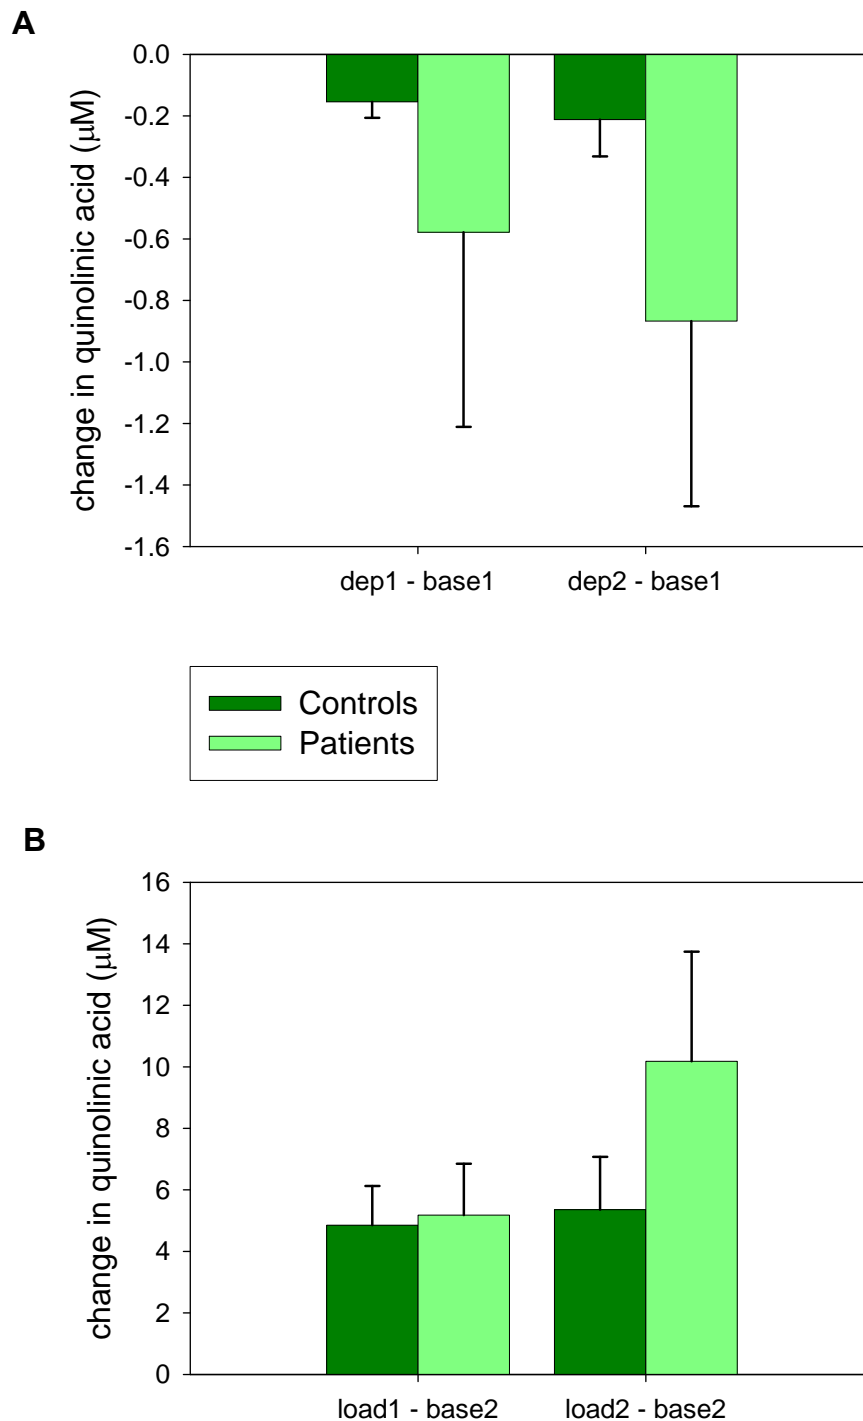 A
change in quinolinic acid (μM)
0.0
-0.2
-0.4
-0.6
-0.8
-1.0
-1.2
-1.4
-1.6
dep1 - base1 dep2 - base1
Controls
Patients
B
change in quinolinic acid (μM)
16
14
12
10
8
6
4
2
0
load1 - base2 load2 - base2